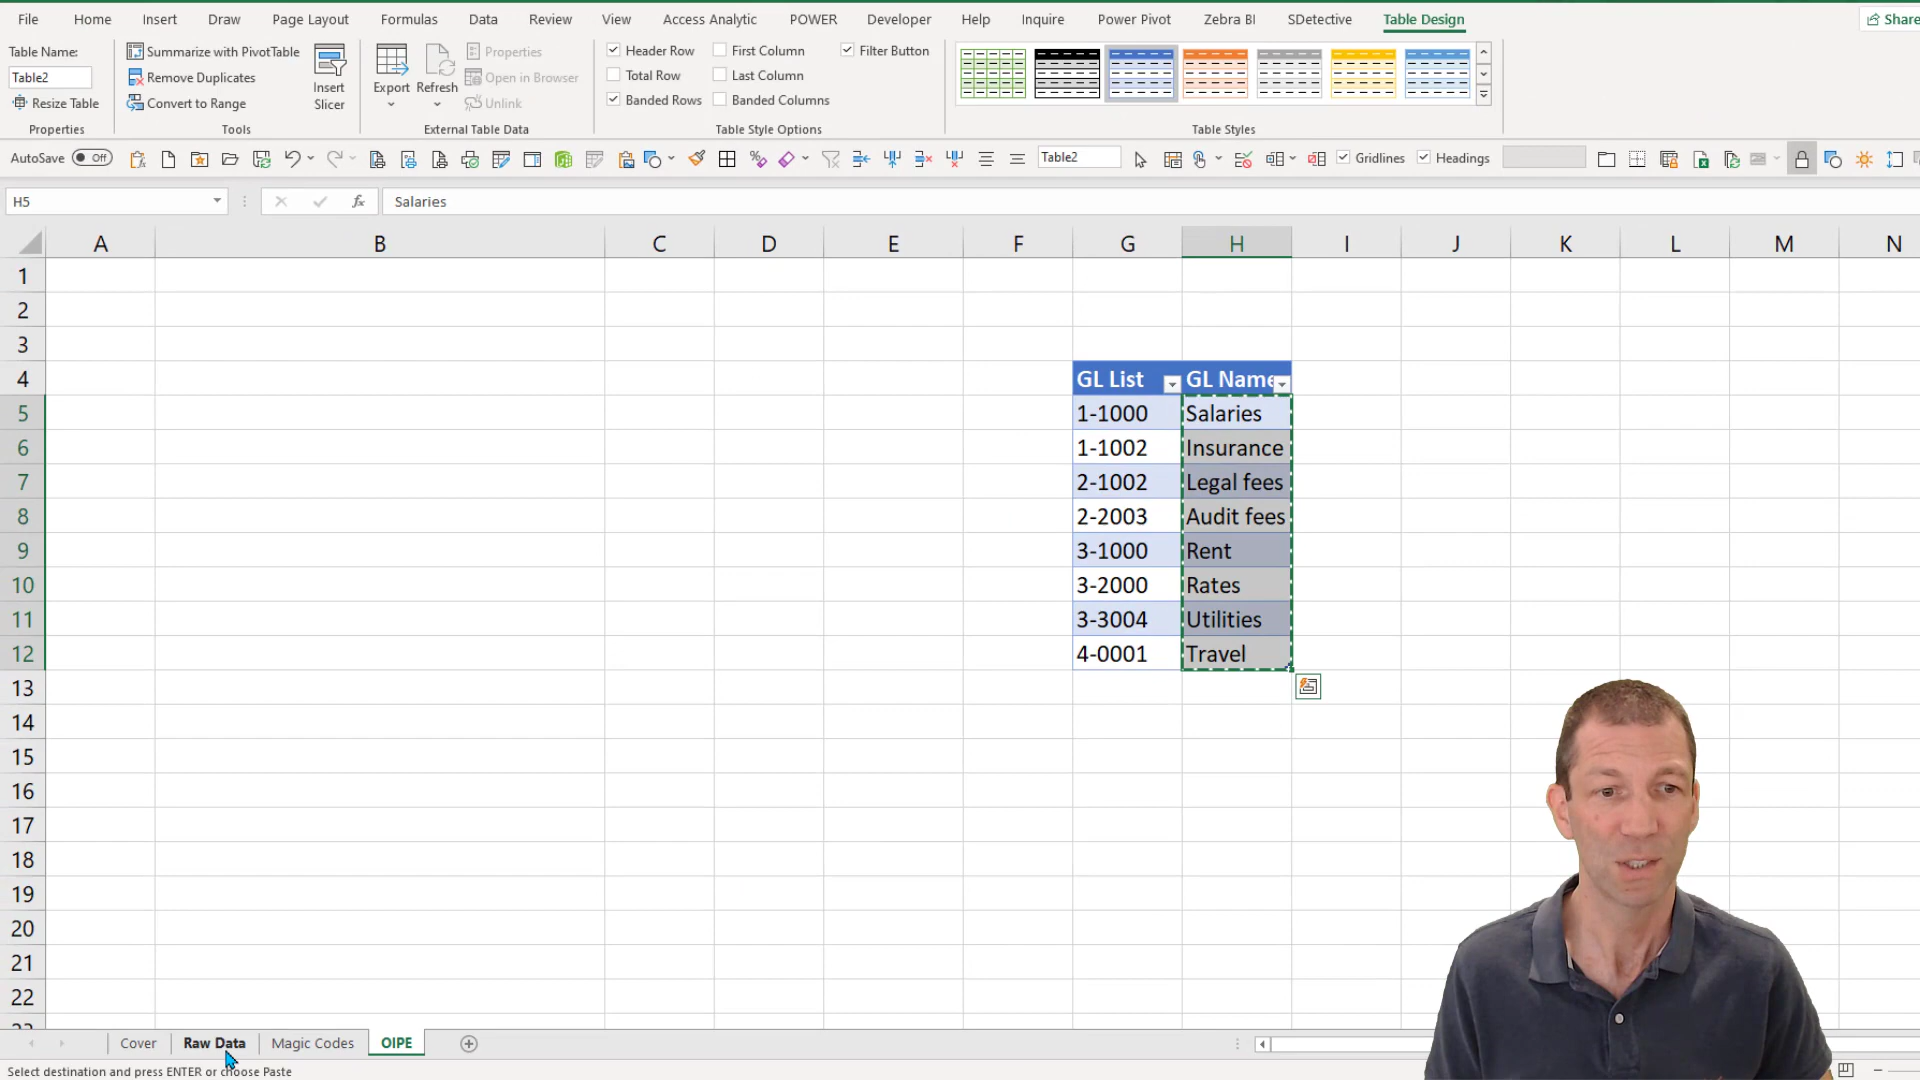 File Home Insert Draw Page Layout Formulas Data Review View Access Analytic POWER Developer Help Inquire Power Pivot Zebra BI SDetective Table Design Share
Table Name:
Table2
Resize Table
Properties
Summarize with PivotTable
Remove Duplicates
Convert to Range
Insert
Slicer
Tools
Export
Refresh
Properties
Open in Browser
Unlink
External Table Data
Header Row First Column Filter Button
Total Row Last Column
Banded Rows Banded Columns
Table Style Options
Table Styles
AutoSave Off Table2 Gridlines Headings
H5 fx Salaries
A B C D E F G H I J K L M N
1
2
3
4 GL List GL Name
5 1-1000 Salaries
6 1-1002 Insurance
7 2-1002 Legal fees
8 2-2003 Audit fees
9 3-1000 Rent
10 3-2000 Rates
11 3-3004 Utilities
12 4-0001 Travel
13
14
15
16
17
18
19
20
21
22
Cover Raw Data Magic Codes OIPE
Select destination and press ENTER or choose Paste